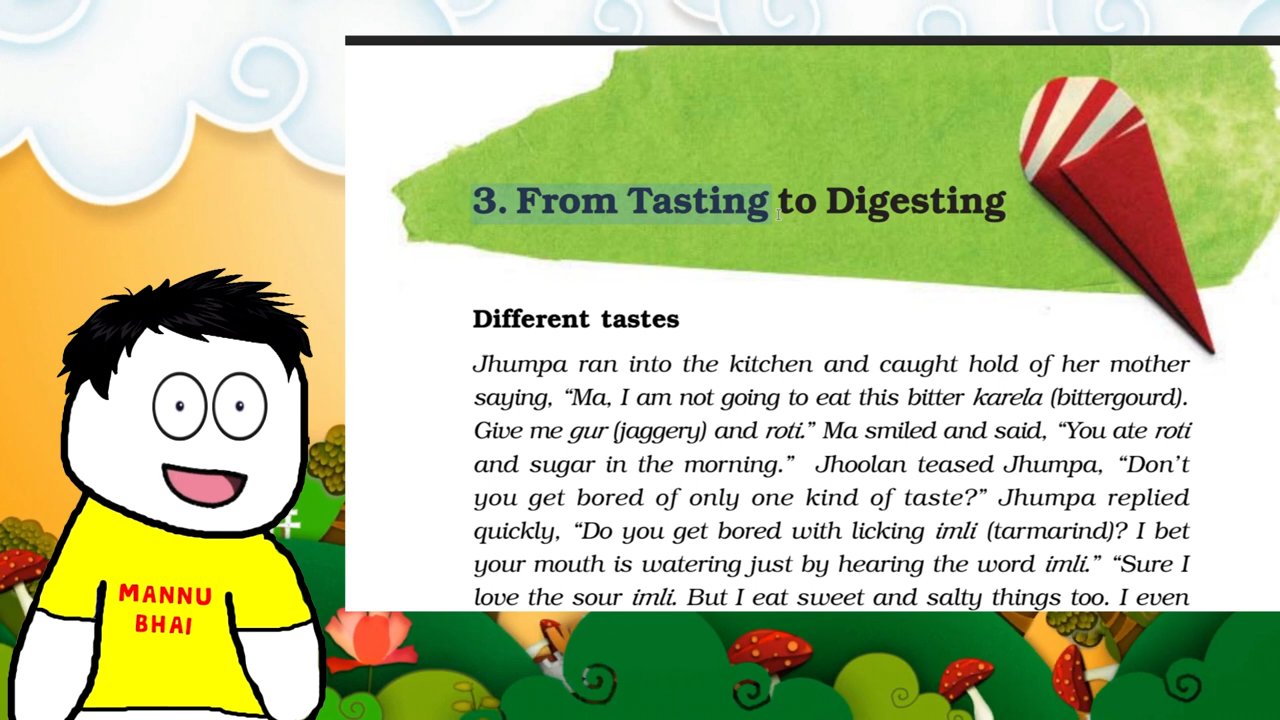 3. From Tasting to Digesting
Different tastes
Jhumpa ran into the kitchen and caught hold of her mother
saying, “Ma, I am not going to eat this bitter karela (bittergourd).
Give me gur (jaggery) and roti.” Ma smiled and said, “You ate roti
and sugar in the morning.” Jhoolan teased Jhumpa, “Don’t
you get bored of only one kind of taste?” Jhumpa replied
quickly, “Do you get bored with licking imli (tarmarind)? I bet
your mouth is watering just by hearing the word imli.” “Sure I
love the sour imli. But I eat sweet and salty things too. I even
MANNU
BHAI